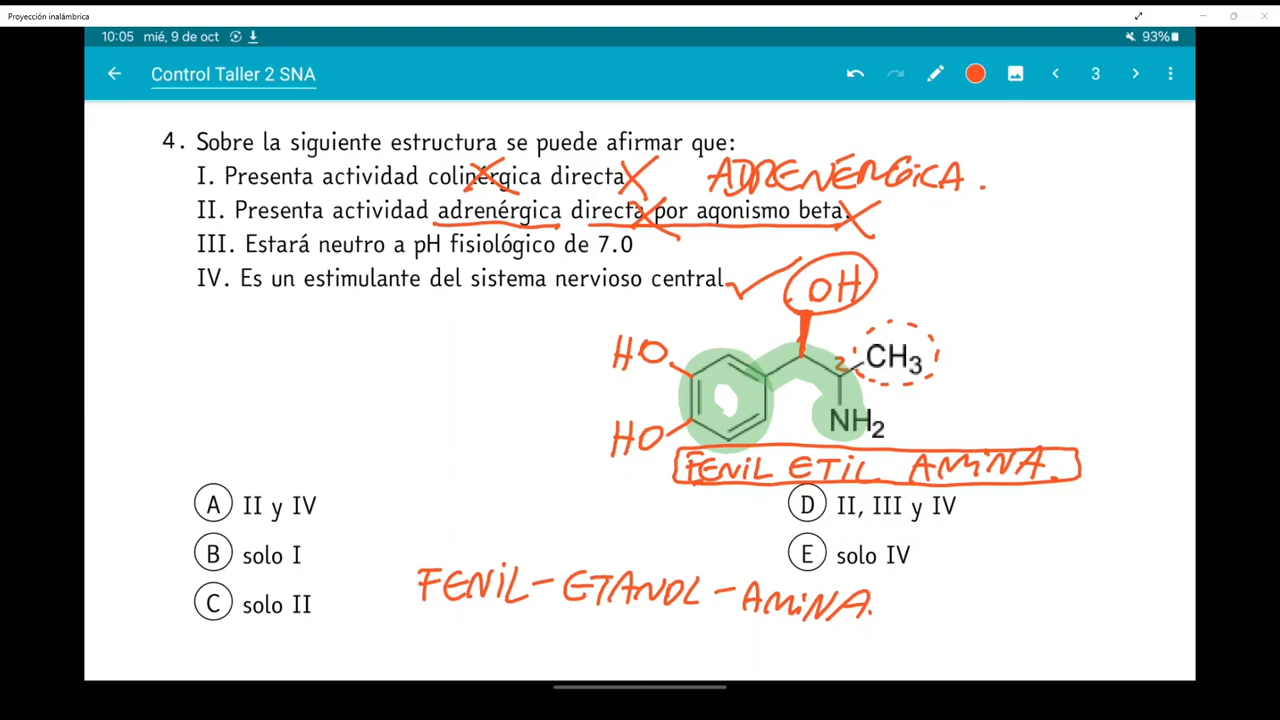 Proyección inalámbrica
10:05 mié, 9 de oct
93%
Control Taller 2 SNA
3
4. Sobre la siguiente estructura se puede afirmar que:
I. Presenta actividad colinérgica directa
ADRENERGICA.
II. Presenta actividad adrenérgica directa por agonismo beta.
III. Estará neutro a pH fisiológico de 7.0
IV. Es un estimulante del sistema nervioso central.
OH
HO
2
CH3
HO
NH2
FENIL ETIL AMINA.
A II y IV
D II, III y IV
B solo I
E solo IV
C solo II
FENIL-ETANOL-AMINA.